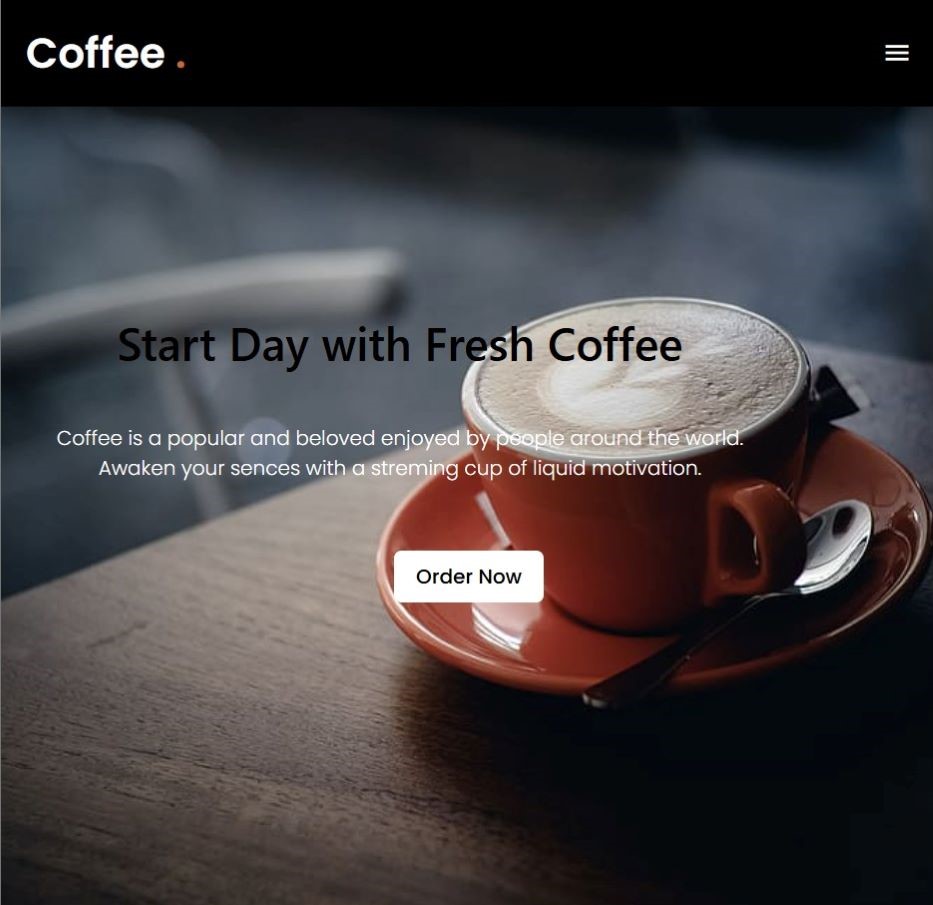 Coffee .
Start Day with Fresh Coffee
Coffee is a popular and beloved enjoyed by people around the world.
Awaken your sences with a streming cup of liquid motivation.
Order Now